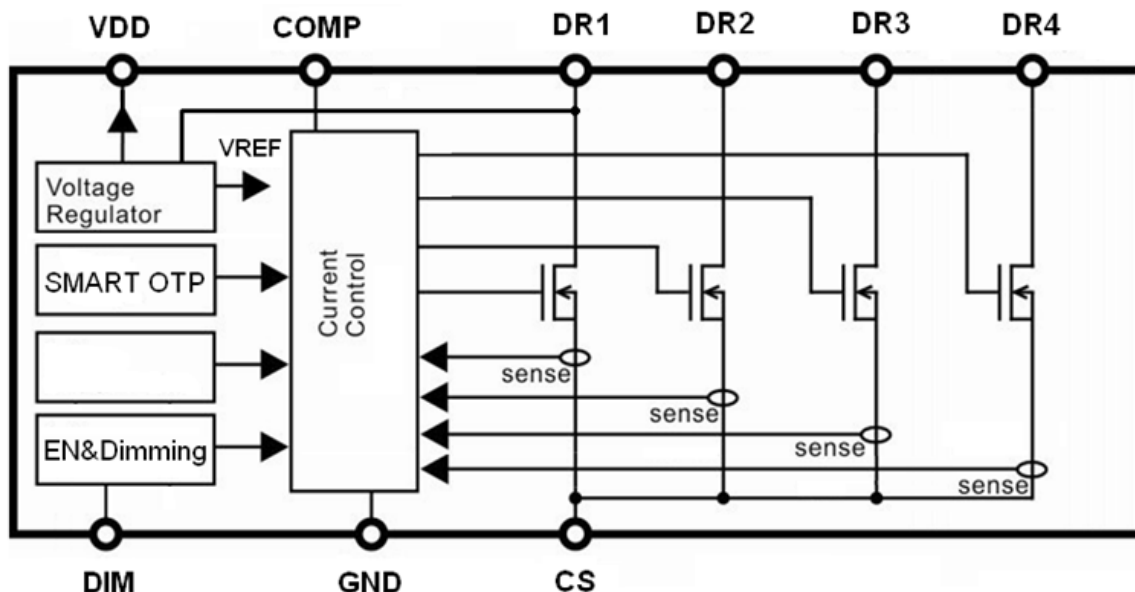 VDD
COMP
DR1
DR2
DR3
DR4
VREF
Voltage
Regulator
SMART OTP
Current
Control
EN&Dimming
sense
sense
sense
sense
DIM
GND
CS